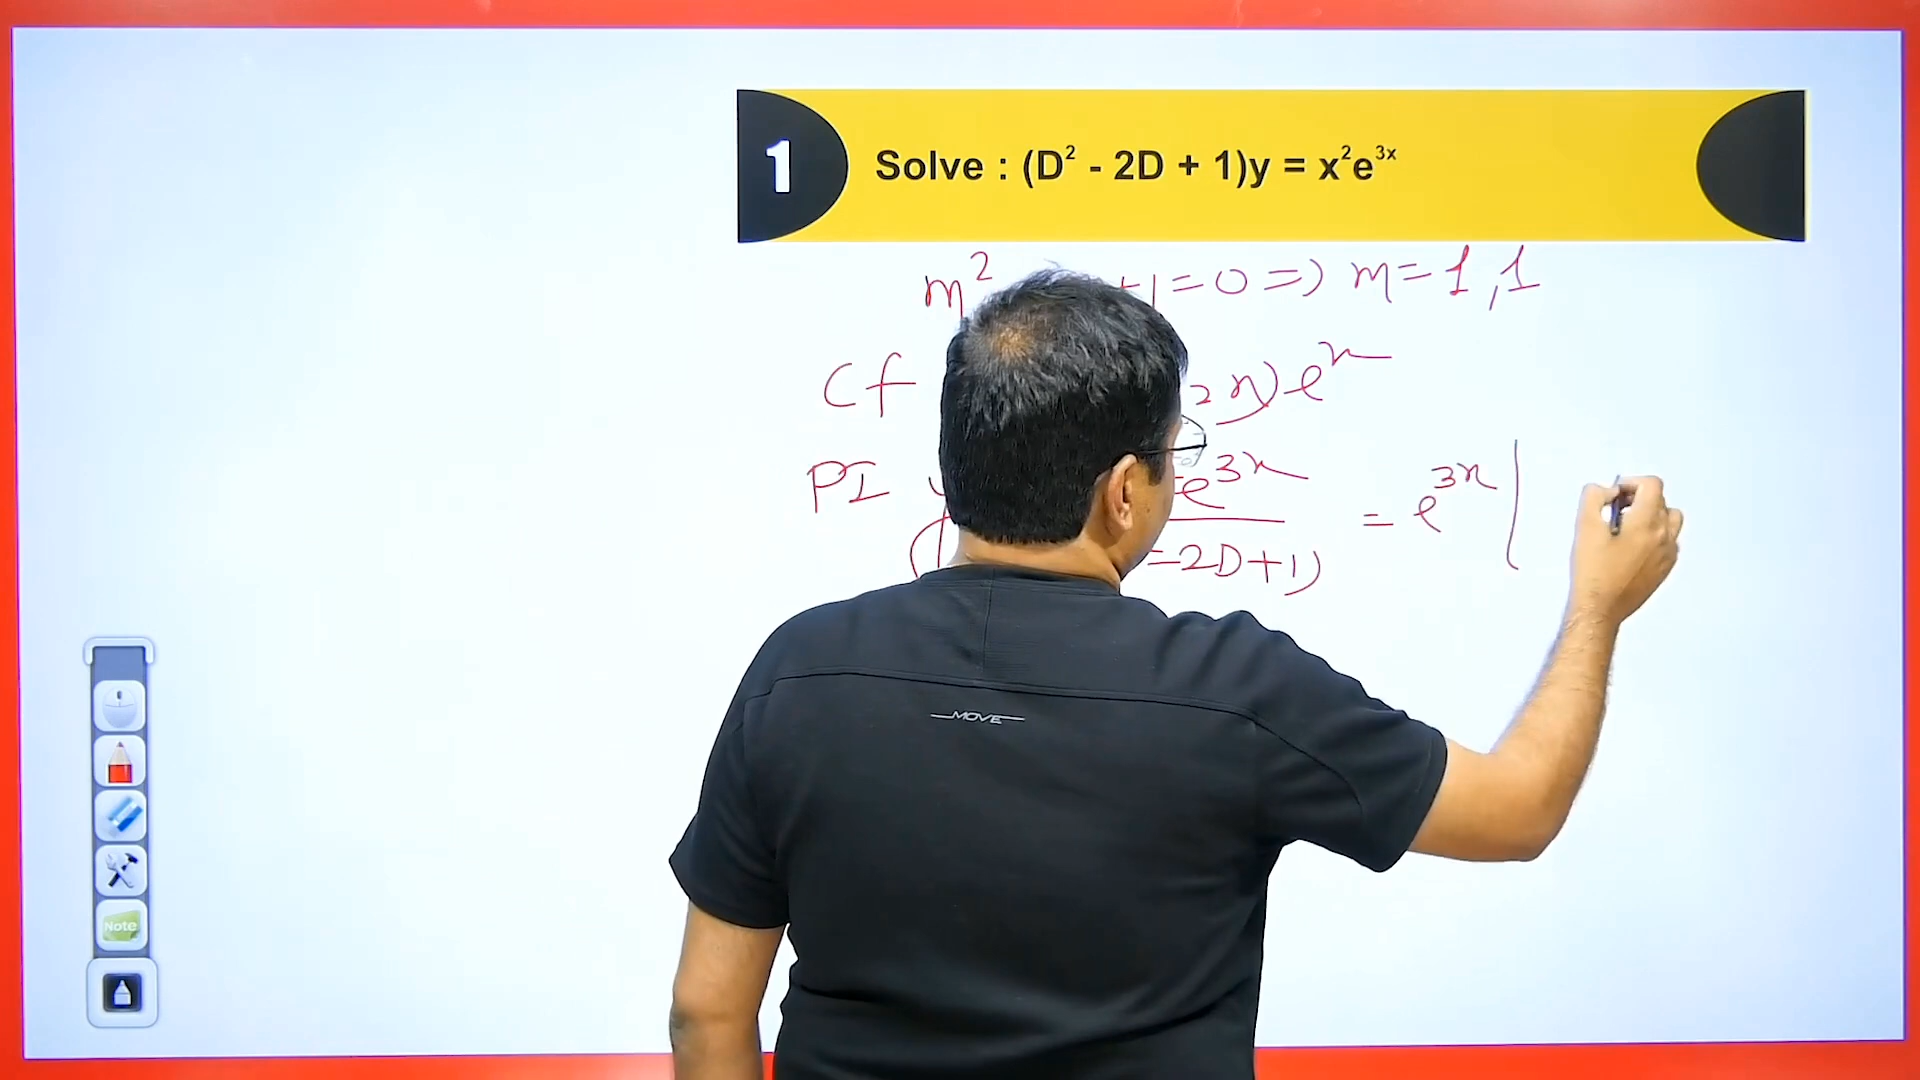 1
Solve : (D² - 2D + 1)y = x²e³ˣ
m² +1=0 => m=1,1
Cf 2x)eˣ
PI e³ˣ = e³ˣ [
-2D+1)
MOVE
Note